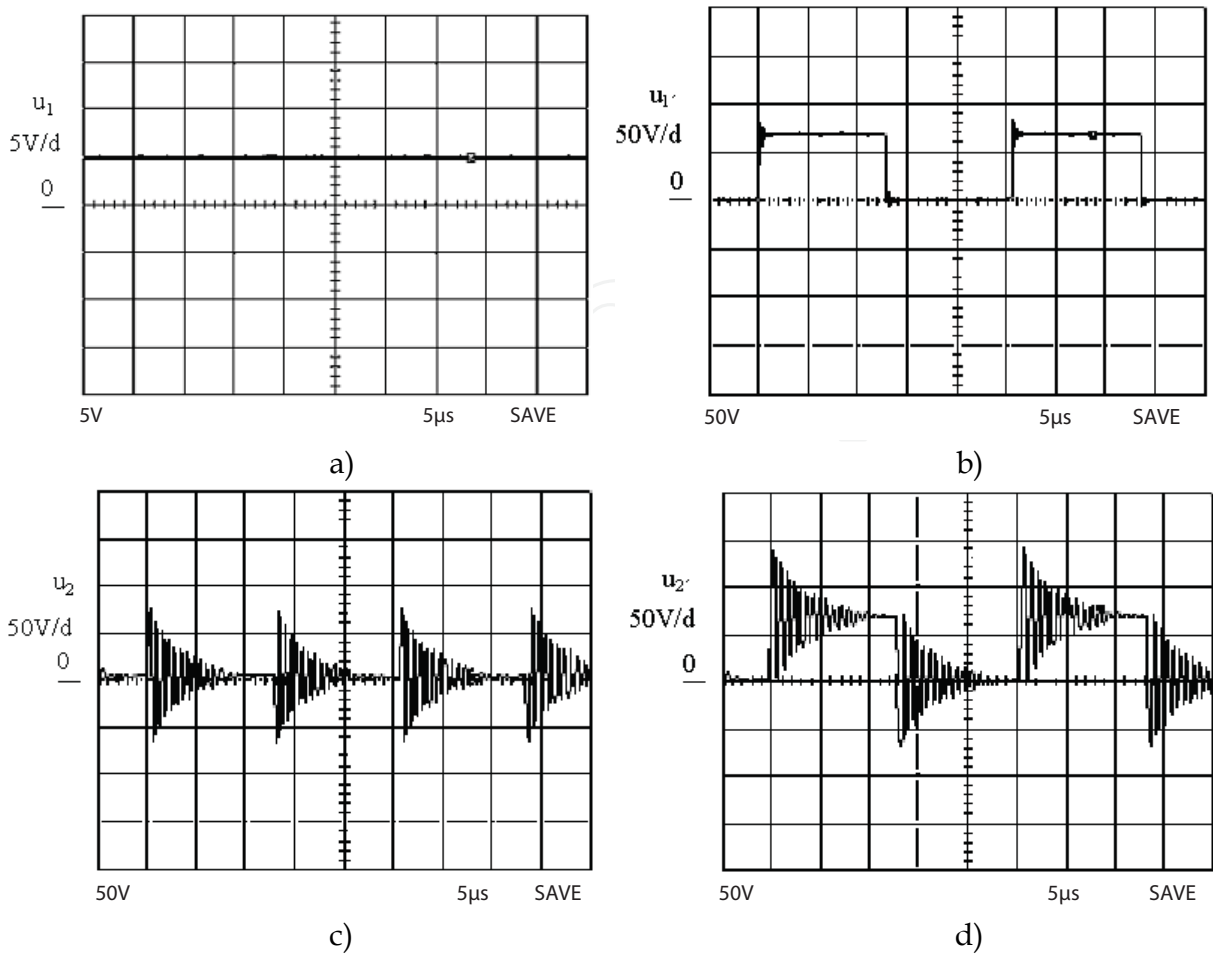 u₁
5V/d
0
5V 5µs SAVE
a)
u₁´
50V/d
0
50V 5µs SAVE
b)
u₂
50V/d
0
50V 5µs SAVE
c)
u₂´
50V/d
0
50V 5µs SAVE
d)